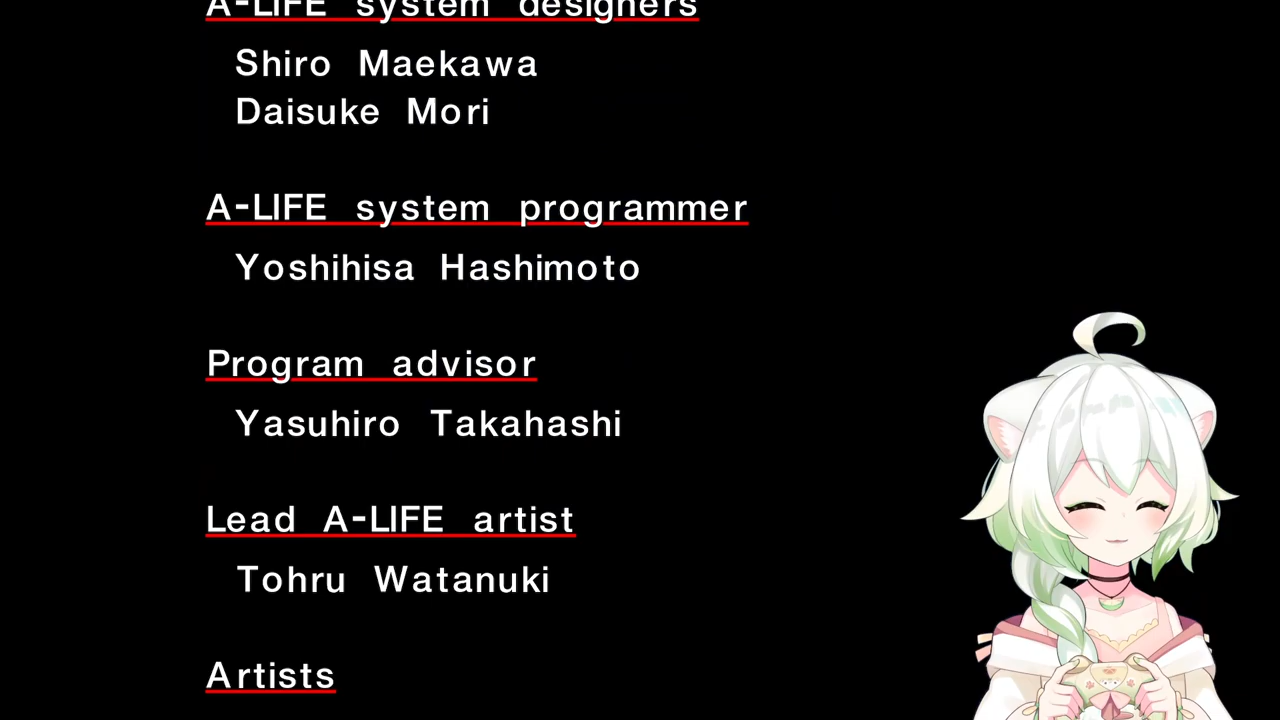 A-LIFE system designers
Shiro Maekawa
Daisuke Mori
A-LIFE system programmer
Yoshihisa Hashimoto
Program advisor
Yasuhiro Takahashi
Lead A-LIFE artist
Tohru Watanuki
Artists